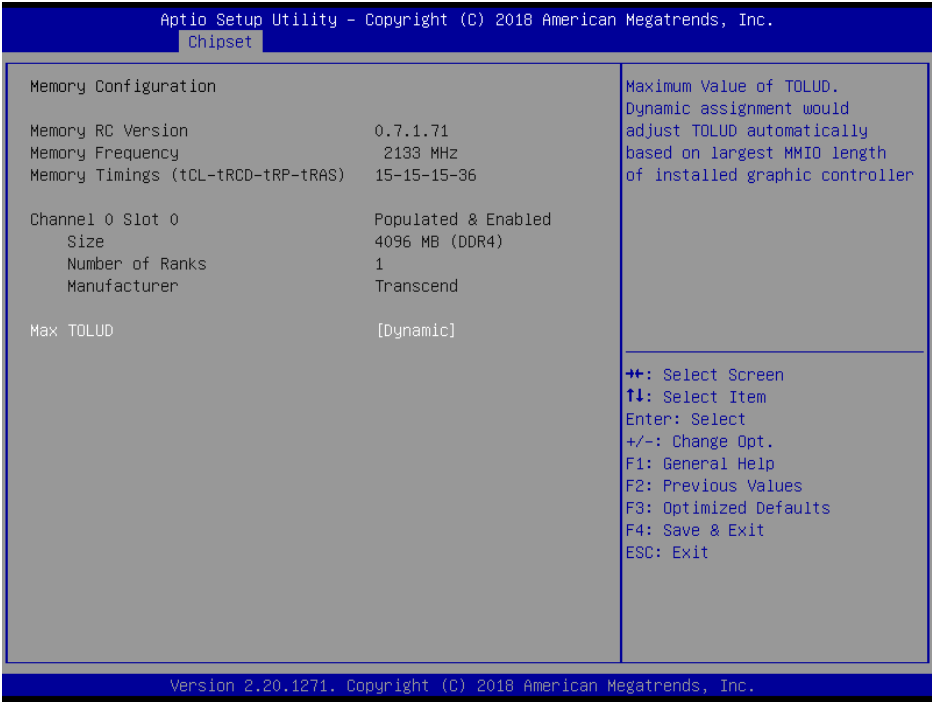 Aptio Setup Utility – Copyright (C) 2018 American Megatrends, Inc.
Chipset
Memory Configuration
Memory RC Version 0.7.1.71
Memory Frequency 2133 MHz
Memory Timings (tCL-tRCD-tRP-tRAS) 15-15-15-36
Channel 0 Slot 0 Populated & Enabled
Size 4096 MB (DDR4)
Number of Ranks 1
Manufacturer Transcend
Max TOLUD [Dynamic]
Maximum Value of TOLUD.
Dynamic assignment would
adjust TOLUD automatically
based on largest MMIO length
of installed graphic controller
→←: Select Screen
↑↓: Select Item
Enter: Select
+/-: Change Opt.
F1: General Help
F2: Previous Values
F3: Optimized Defaults
F4: Save & Exit
ESC: Exit
Version 2.20.1271. Copyright (C) 2018 American Megatrends, Inc.